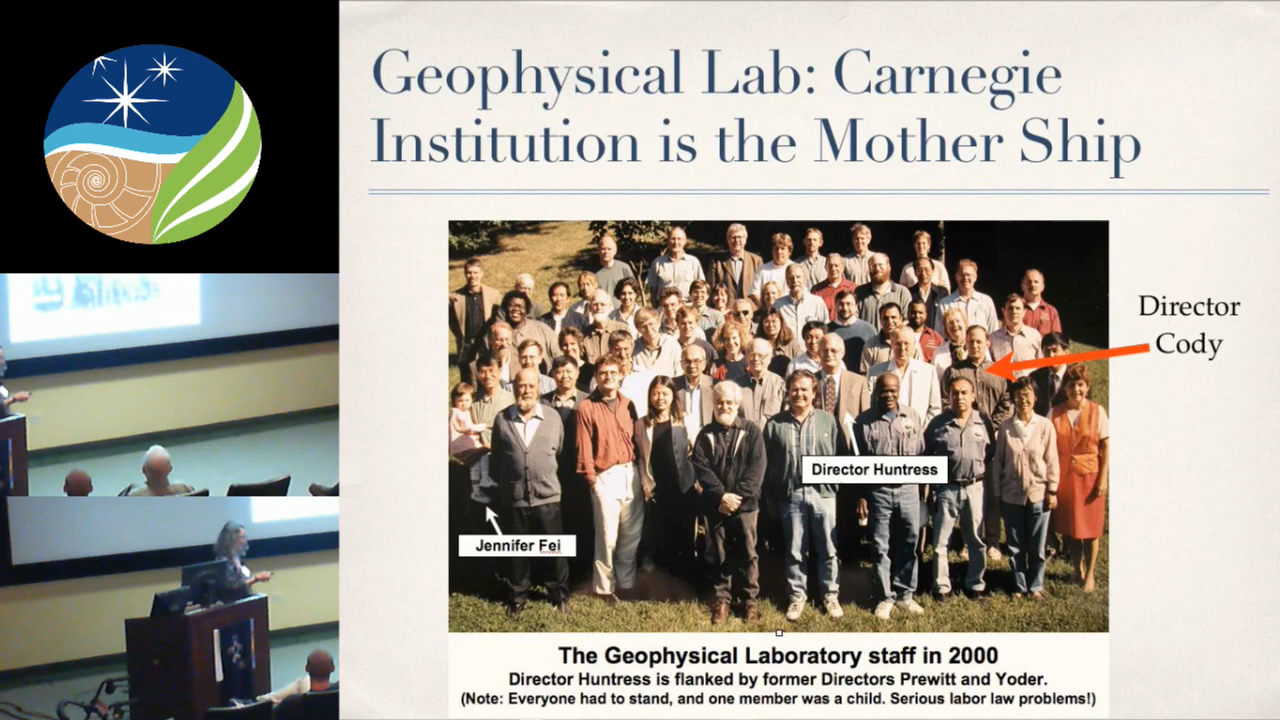 Geophysical Lab: Carnegie
Institution is the Mother Ship
Director
Cody
Director Huntress
Jennifer Fei
The Geophysical Laboratory staff in 2000
Director Huntress is flanked by former Directors Prewitt and Yoder.
(Note: Everyone had to stand, and one member was a child. Serious labor law problems!)